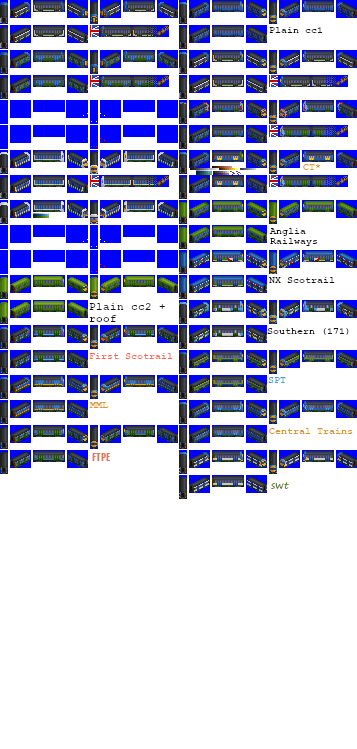 Plain cc1
CT*
Anglia
Railways
NX Scotrail
Plain cc2 +
roof
Southern (171)
First Scotrail
SPT
MML
Central Trains
FTPE
swt